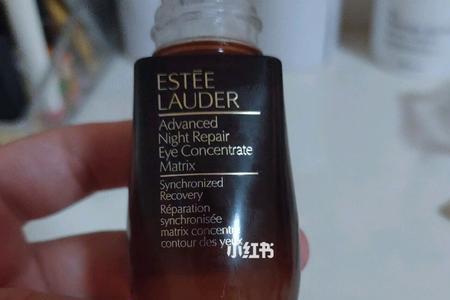 ESTĒE
LAUDER
Advanced
Night Repair
Eye Concentrate
Matrix
Synchronized
Recovery
Réparation
synchronisée
matrix concentré
contour des yeux
小红书